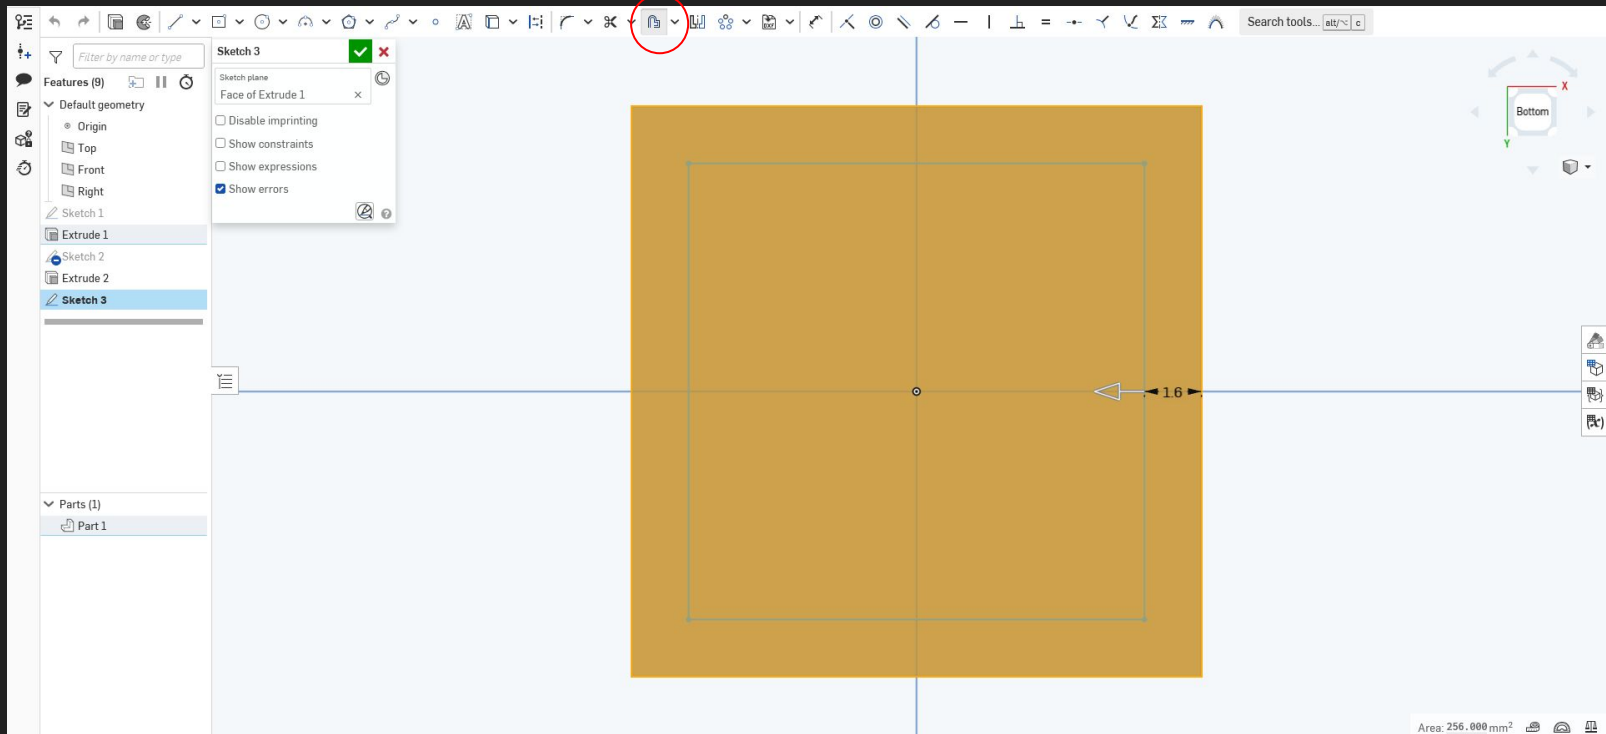 Search tools... alt/⌥ c
Filter by name or type
Features (9)
Default geometry
Origin
Top
Front
Right
Sketch 1
Extrude 1
Sketch 2
Extrude 2
Sketch 3
Parts (1)
Part 1
Sketch 3
Sketch plane
Face of Extrude 1
Disable imprinting
Show constraints
Show expressions
Show errors
1.6
X
Bottom
Y
Area: 256.000 mm²